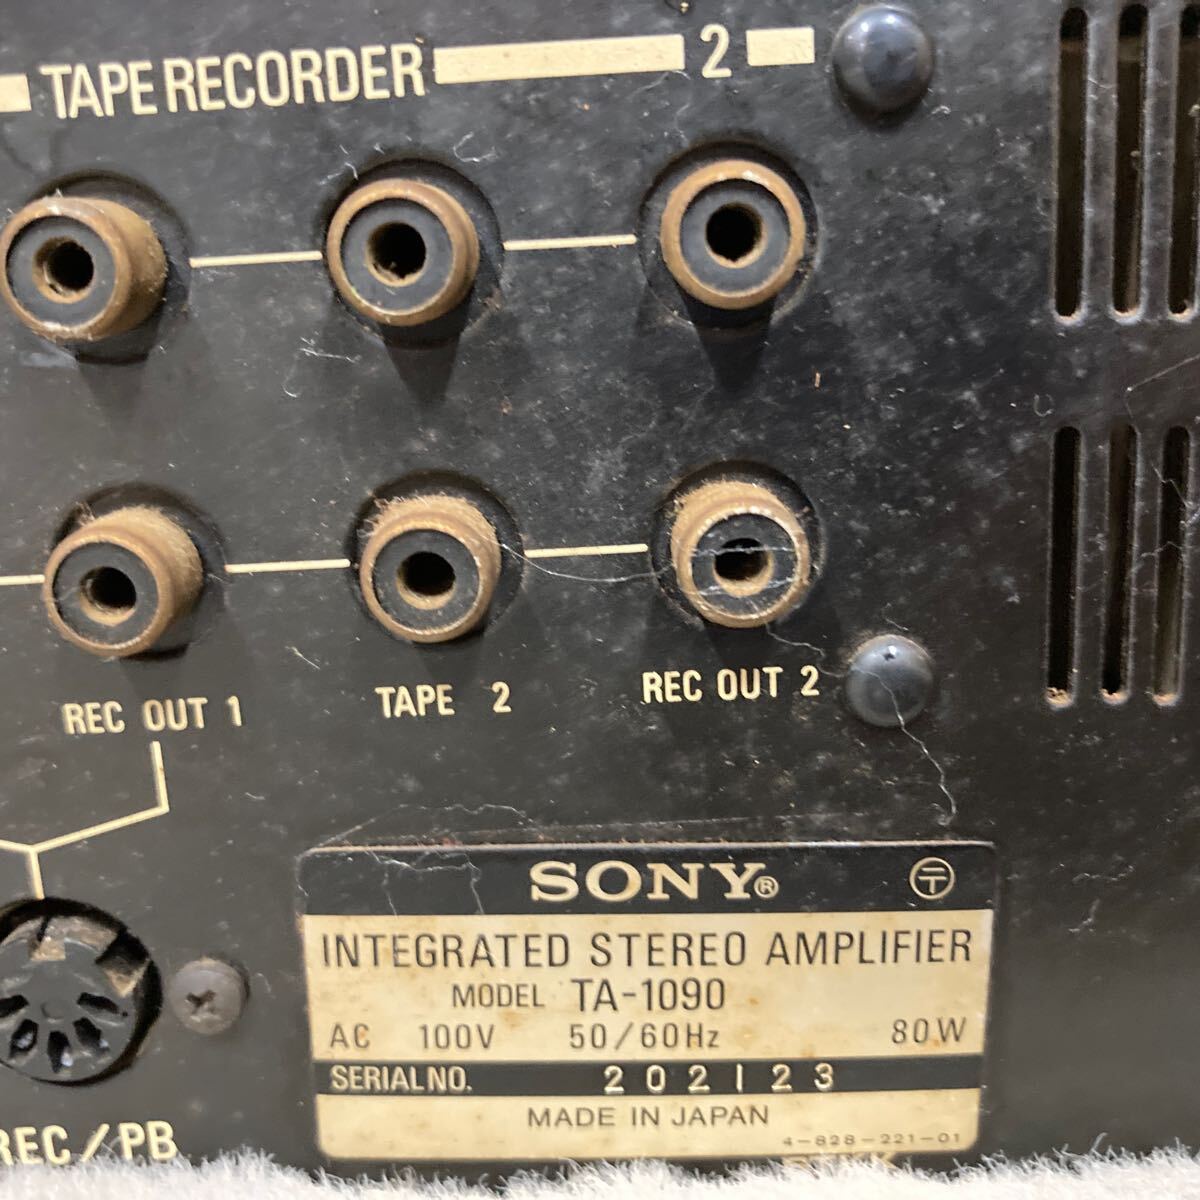 TAPE RECORDER 2
REC OUT 1 TAPE 2 REC OUT 2
SONY® 〒
INTEGRATED STEREO AMPLIFIER
MODEL TA-1090
AC 100V 50/60Hz 80W
SERIAL NO. 202123
MADE IN JAPAN
4-828-221-01
REC/PB